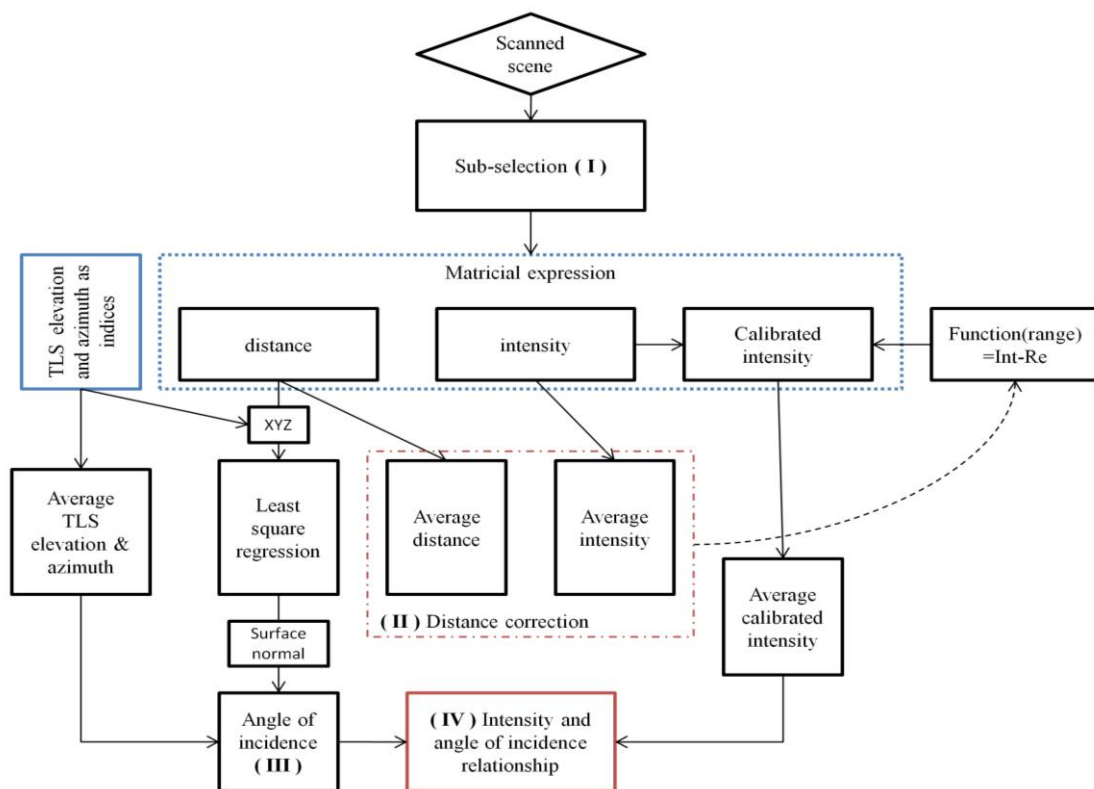 Scanned
scene
Sub-selection ( I )
Matricial expression
TLS elevation
and azimuth as
indices
distance
intensity
Calibrated
intensity
Function(range)
=Int-Re
XYZ
Average
TLS
elevation &
azimuth
Least
square
regression
Average
distance
Average
intensity
( II ) Distance correction
Average
calibrated
intensity
Surface
normal
Angle of
incidence
( III )
( IV ) Intensity and
angle of incidence
relationship